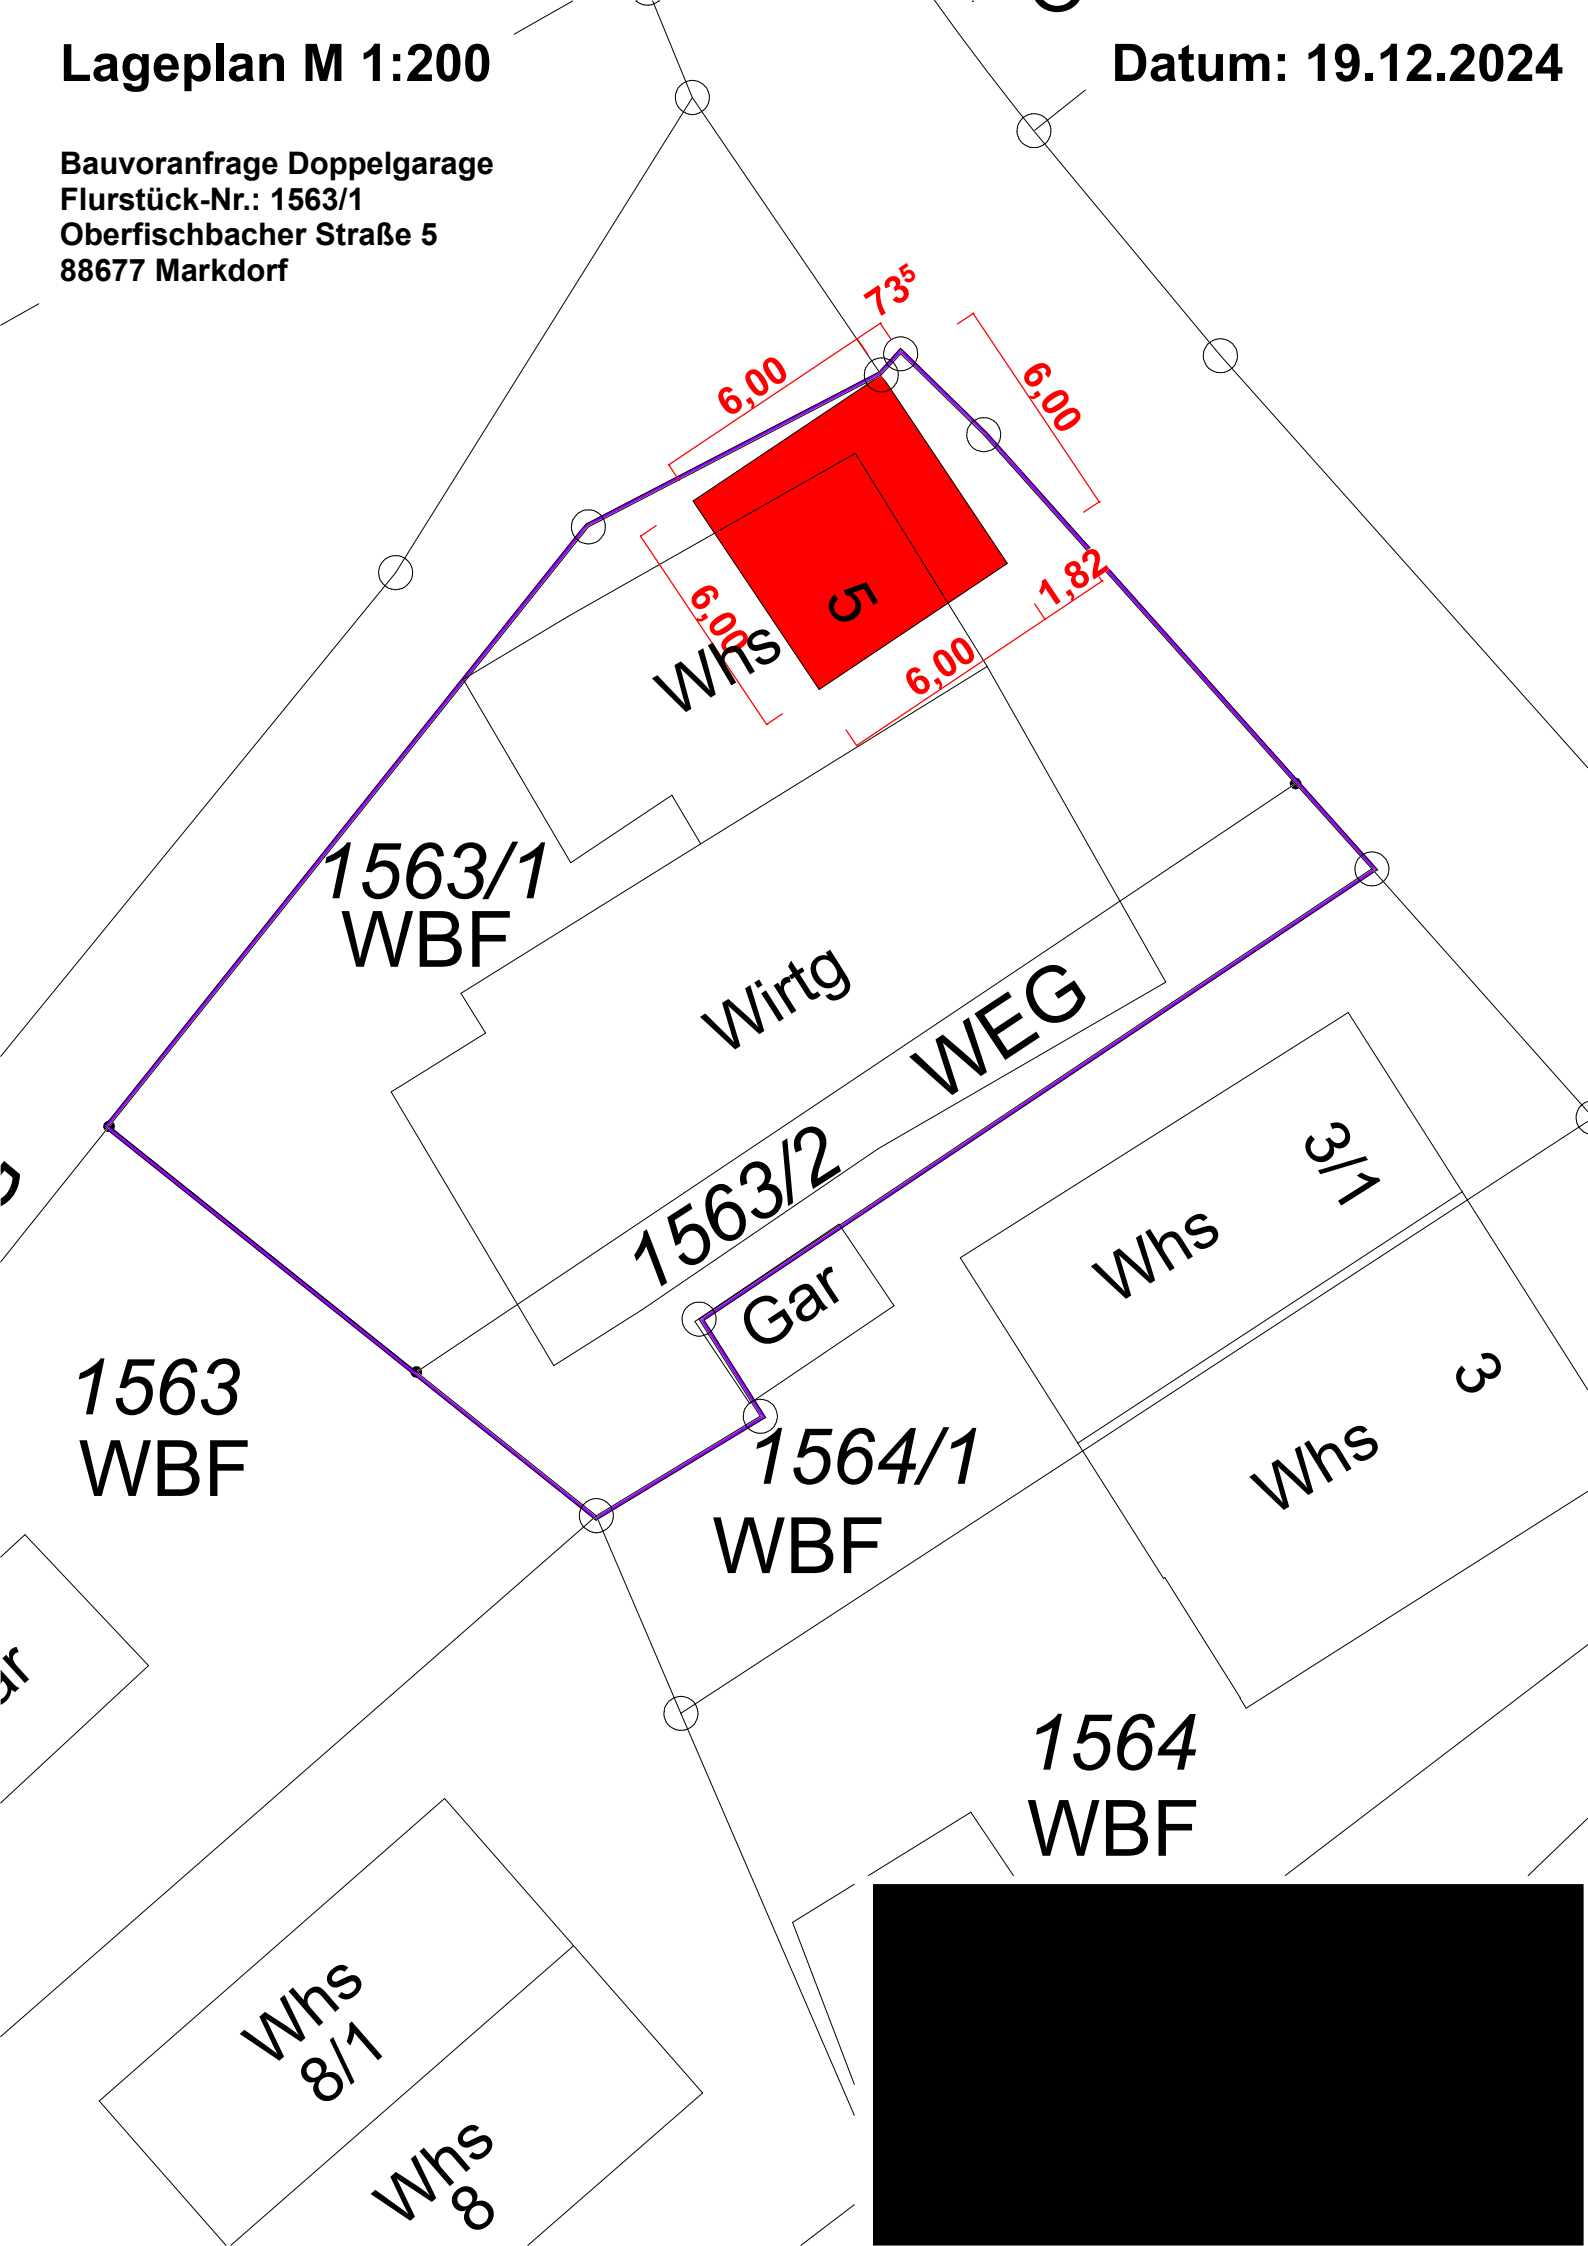 Lageplan M 1:200
Datum: 19.12.2024
Bauvoranfrage Doppelgarage
Flurstück-Nr.: 1563/1
Oberfischbacher Straße 5
88677 Markdorf
73⁵
6,00
6,00
1,82
6,00
6,00
5
Whs
1563/1
WBF
Wirtg
WEG
1563/2
Gar
3/1
Whs
3
Whs
1563
WBF
1564/1
WBF
1564
WBF
Whs
8/1
Whs
8